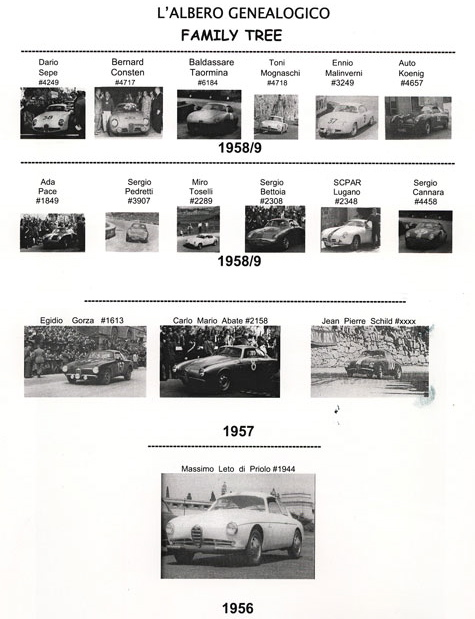 L'ALBERO GENEALOGICO
FAMILY TREE
Dario Sepe #4249
Bernard Consten #4717
Baldassare Taormina #6184
Toni Mognaschi #4718
Ennio Malinverni #3249
Auto Koenig #4657
1958/9
Ada Pace #1849
Sergio Pedretti #3907
Miro Toselli #2289
Sergio Bettoia #2308
SCPAR Lugano #2348
Sergio Cannara #4458
1958/9
Egidio Gorza #1613
Carlo Mario Abate #2158
Jean Pierre Schild #xxxx
1957
Massimo Leto di Priolo #1944
1956